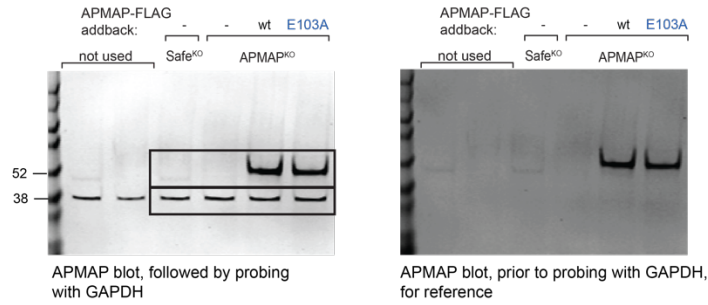 APMAP-FLAG
addback: - - wt E103A
not used Safe^KO APMAP^KO
52
38
APMAP blot, followed by probing
with GAPDH
APMAP-FLAG
addback: - - wt E103A
not used Safe^KO APMAP^KO
APMAP blot, prior to probing with GAPDH,
for reference